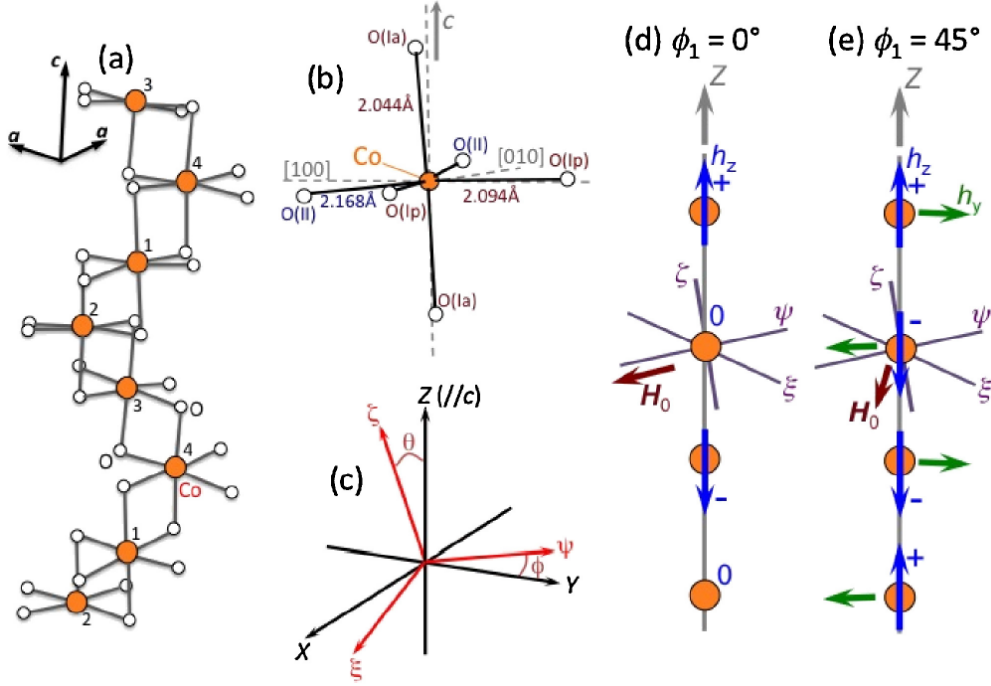 (a)
c
a
a
3
4
1
2
3
O
4
O
Co
1
2
(b)
O(Ia)
c
2.044Å
Co
O(II)
[010]
[100]
O(Ip)
2.168Å
O(Ip)
2.094Å
O(II)
O(Ia)
(c)
Z (//c)
ζ
θ
ψ
ϕ
Y
X
ξ
(d) ϕ1 = 0°
Z
hz
+
ζ
0
ψ
ξ
H0
-
0
(e) ϕ1 = 45°
Z
hz
+
hy
ζ
-
ψ
ξ
H0
-
+